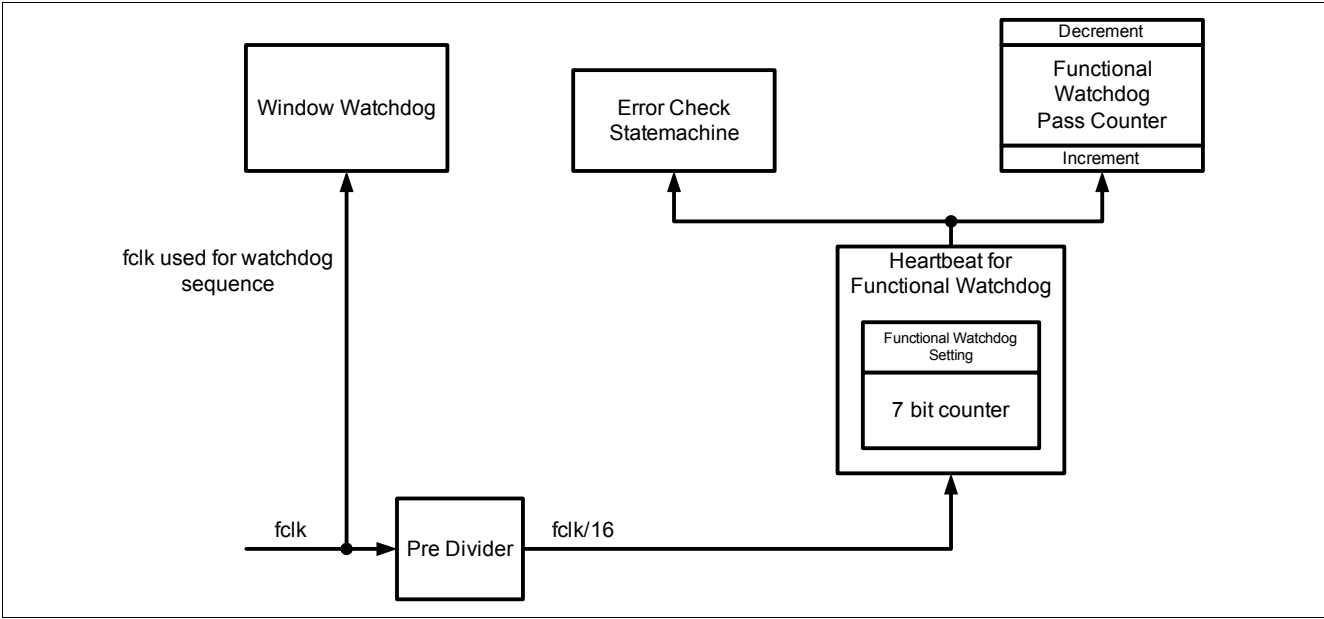 Decrement
Functional
Watchdog
Pass Counter
Increment
Window Watchdog
Error Check
Statemachine
fclk used for watchdog
sequence
Heartbeat for
Functional Watchdog
Functional Watchdog
Setting
7 bit counter
fclk
Pre Divider
fclk/16